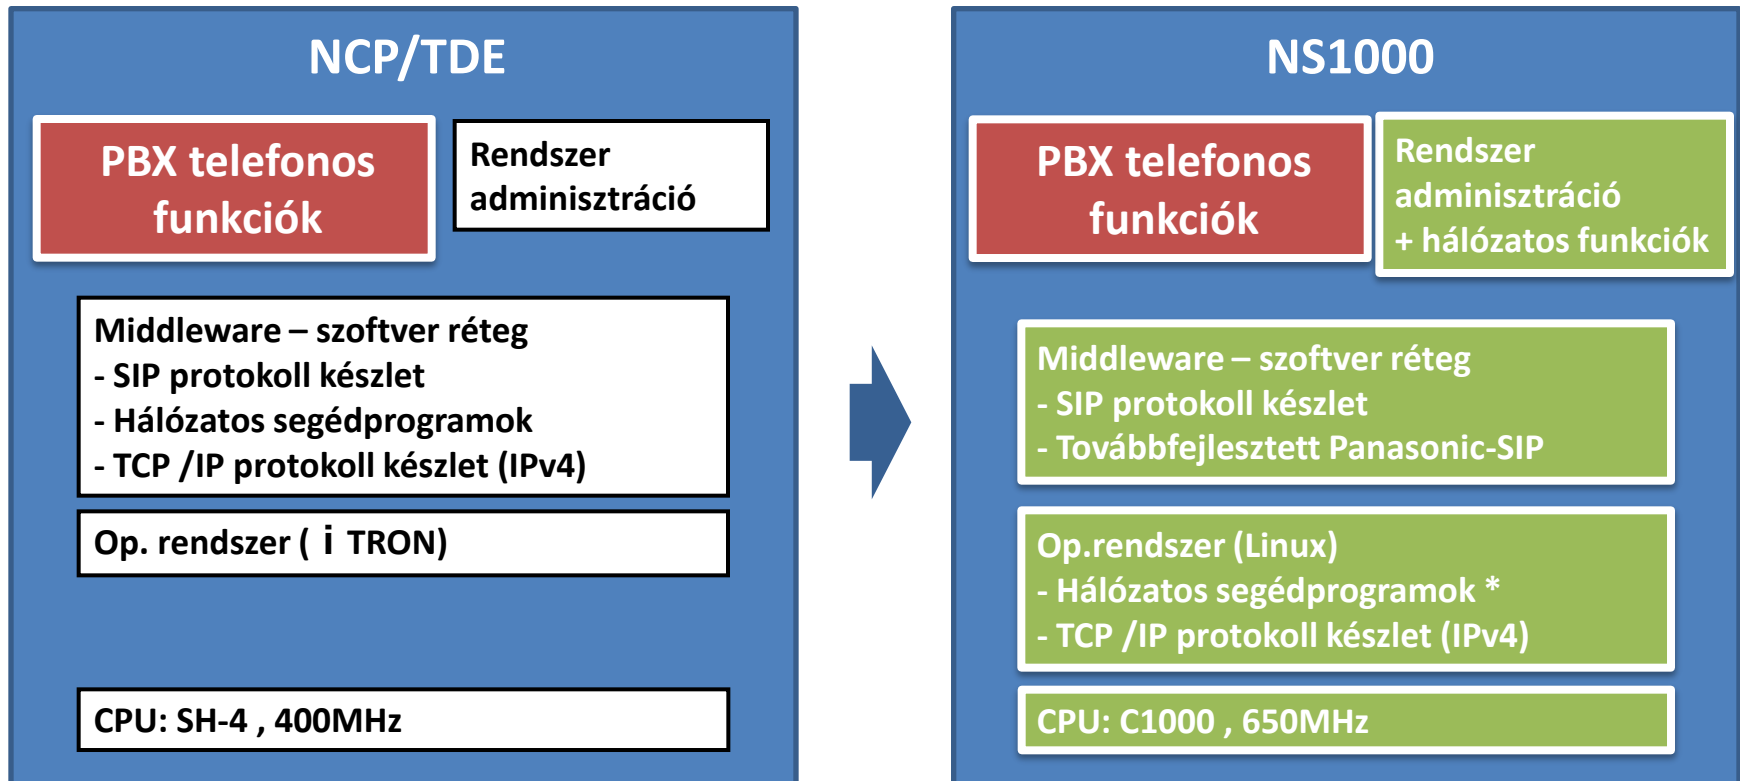 NCP/TDE
PBX telefonos
funkciók
Rendszer
adminisztráció
Middleware – szoftver réteg
- SIP protokoll készlet
- Hálózatos segédprogramok
- TCP /IP protokoll készlet (IPv4)
Op. rendszer ( i TRON)
CPU: SH-4 , 400MHz
NS1000
PBX telefonos
funkciók
Rendszer
adminisztráció
+ hálózatos funkciók
Middleware – szoftver réteg
- SIP protokoll készlet
- Továbbfejlesztett Panasonic-SIP
Op.rendszer (Linux)
- Hálózatos segédprogramok *
- TCP /IP protokoll készlet (IPv4)
CPU: C1000 , 650MHz